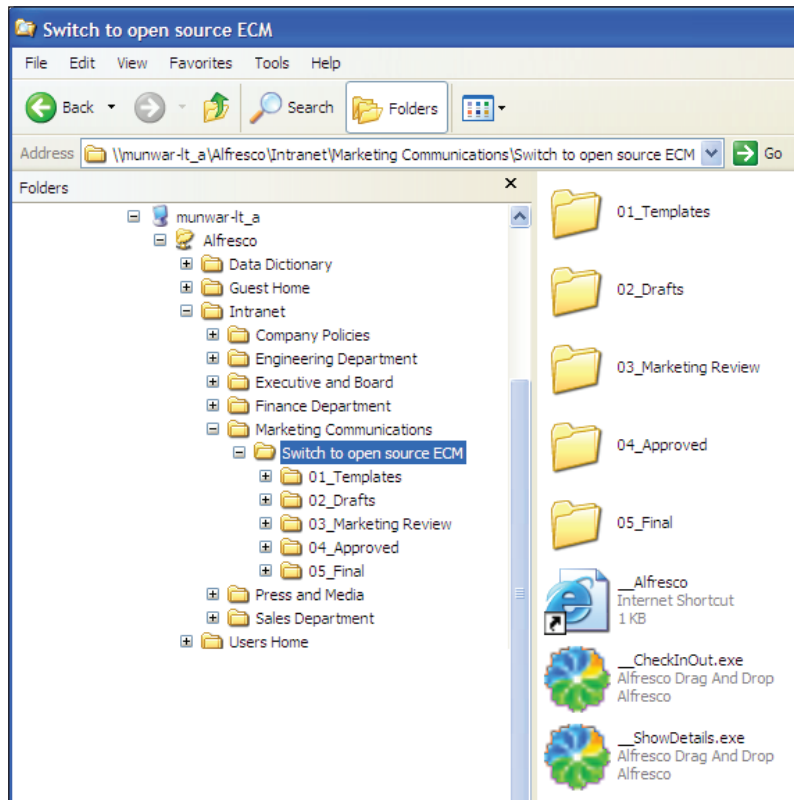 Switch to open source ECM
File Edit View Favorites Tools Help
Back Search Folders
Address \\munwar-lt_a\Alfresco\Intranet\Marketing Communications\Switch to open source ECM Go
Folders
munwar-lt_a
Alfresco
Data Dictionary
Guest Home
Intranet
Company Policies
Engineering Department
Executive and Board
Finance Department
Marketing Communications
Switch to open source ECM
01_Templates
02_Drafts
03_Marketing Review
04_Approved
05_Final
Press and Media
Sales Department
Users Home
01_Templates
02_Drafts
03_Marketing Review
04_Approved
05_Final
__Alfresco
Internet Shortcut
1 KB
__CheckInOut.exe
Alfresco Drag And Drop
Alfresco
__ShowDetails.exe
Alfresco Drag And Drop
Alfresco